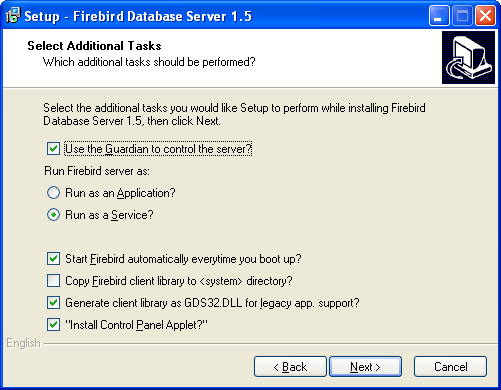 Setup - Firebird Database Server 1.5
Select Additional Tasks
Which additional tasks should be performed?
Select the additional tasks you would like Setup to perform while installing Firebird
Database Server 1.5, then click Next.
Use the Guardian to control the server?
Run Firebird server as:
Run as an Application?
Run as a Service?
Start Firebird automatically everytime you boot up?
Copy Firebird client library to <system> directory?
Generate client library as GDS32.DLL for legacy app. support?
"Install Control Panel Applet?"
English
< Back
Next >
Cancel